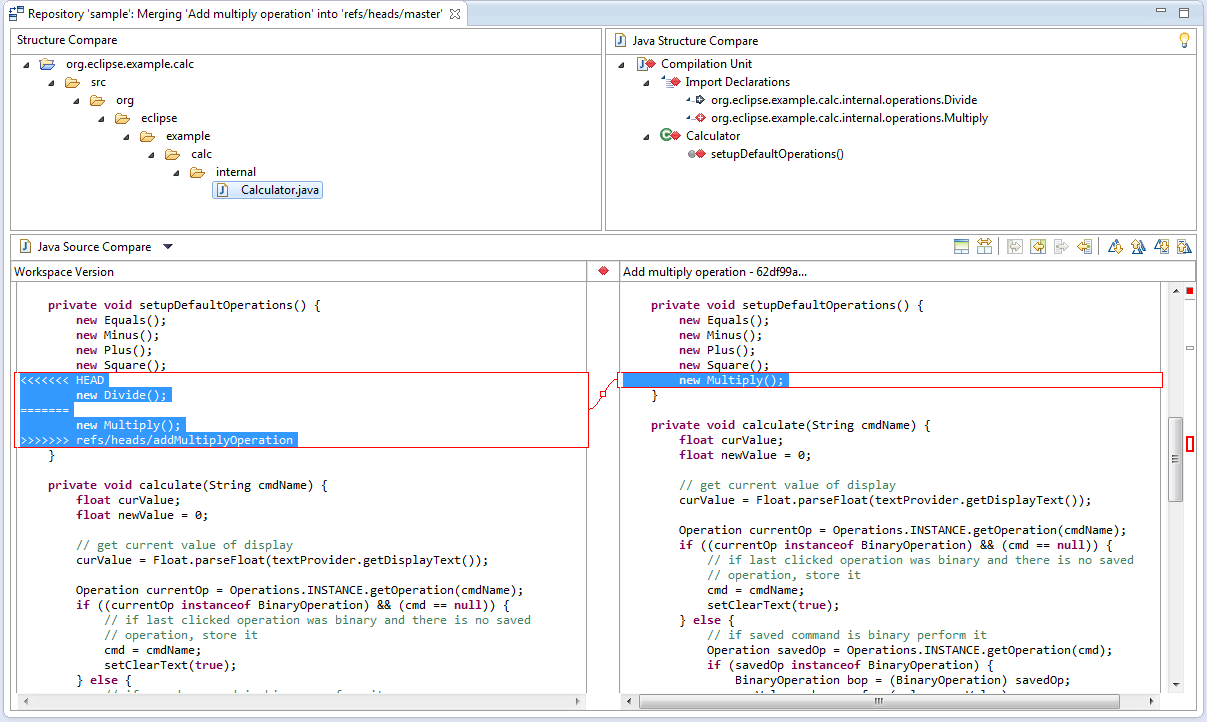 Repository 'sample': Merging 'Add multiply operation' into 'refs/heads/master'
Structure Compare
org.eclipse.example.calc
src
org
eclipse
example
calc
internal
Calculator.java
Java Structure Compare
Compilation Unit
Import Declarations
org.eclipse.example.calc.internal.operations.Divide
org.eclipse.example.calc.internal.operations.Multiply
Calculator
setupDefaultOperations()
Java Source Compare
Workspace Version
private void setupDefaultOperations() {
new Equals();
new Minus();
new Plus();
new Square();
<<<<<<< HEAD
new Divide();
=======
new Multiply();
>>>>>>> refs/heads/addMultiplyOperation
}
private void calculate(String cmdName) {
float curValue;
float newValue = 0;
// get current value of display
curValue = Float.parseFloat(textProvider.getDisplayText());
Operation currentOp = Operations.INSTANCE.getOperation(cmdName);
if ((currentOp instanceof BinaryOperation) && (cmd == null)) {
// if last clicked operation was binary and there is no saved
// operation, store it
cmd = cmdName;
setClearText(true);
} else {
Add multiply operation - 62df99a...
private void setupDefaultOperations() {
new Equals();
new Minus();
new Plus();
new Square();
new Multiply();
}
private void calculate(String cmdName) {
float curValue;
float newValue = 0;
// get current value of display
curValue = Float.parseFloat(textProvider.getDisplayText());
Operation currentOp = Operations.INSTANCE.getOperation(cmdName);
if ((currentOp instanceof BinaryOperation) && (cmd == null)) {
// if last clicked operation was binary and there is no saved
// operation, store it
cmd = cmdName;
setClearText(true);
} else {
// if saved command is binary perform it
Operation savedOp = Operations.INSTANCE.getOperation(cmd);
if (savedOp instanceof BinaryOperation) {
BinaryOperation bop = (BinaryOperation) savedOp;